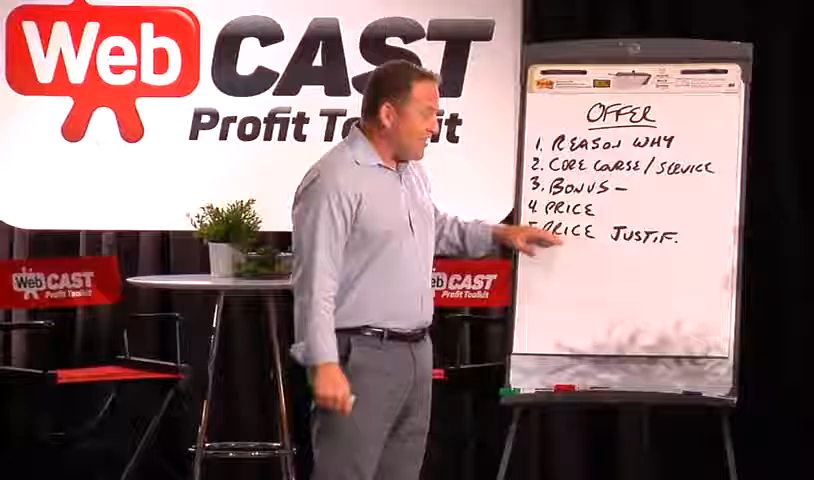 Web CAST
Profit Toolkit
OFFER
1. REASON WHY
2. CORE COURSE / SERVICE
3. BONUS –
4. PRICE
5. PRICE JUSTIF.
Web CAST
Profit Toolkit
Web CAST
Profit Toolkit